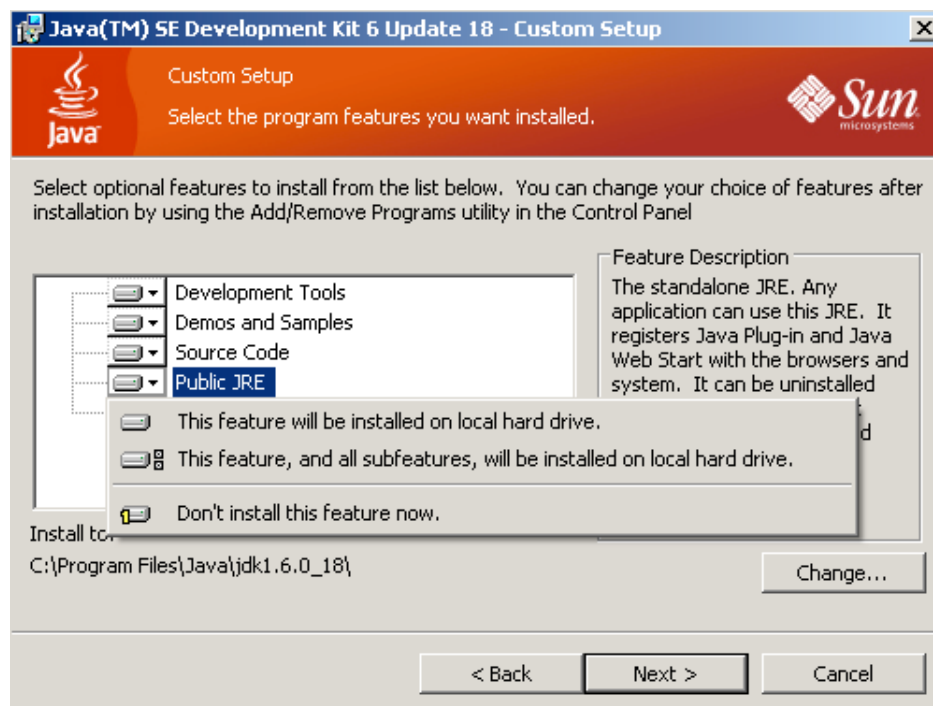 Java(TM) SE Development Kit 6 Update 18 - Custom Setup
Custom Setup
Select the program features you want installed.
Java
Sun
microsystems
Select optional features to install from the list below.  You can change your choice of features after
installation by using the Add/Remove Programs utility in the Control Panel
Development Tools
Demos and Samples
Source Code
Public JRE
Feature Description
The standalone JRE. Any
application can use this JRE.  It
registers Java Plug-in and Java
Web Start with the browsers and
system.  It can be uninstalled
This feature will be installed on local hard drive.
This feature, and all subfeatures, will be installed on local hard drive.
Don't install this feature now.
Install to:
C:\Program Files\Java\jdk1.6.0_18\
Change...
< Back
Next >
Cancel